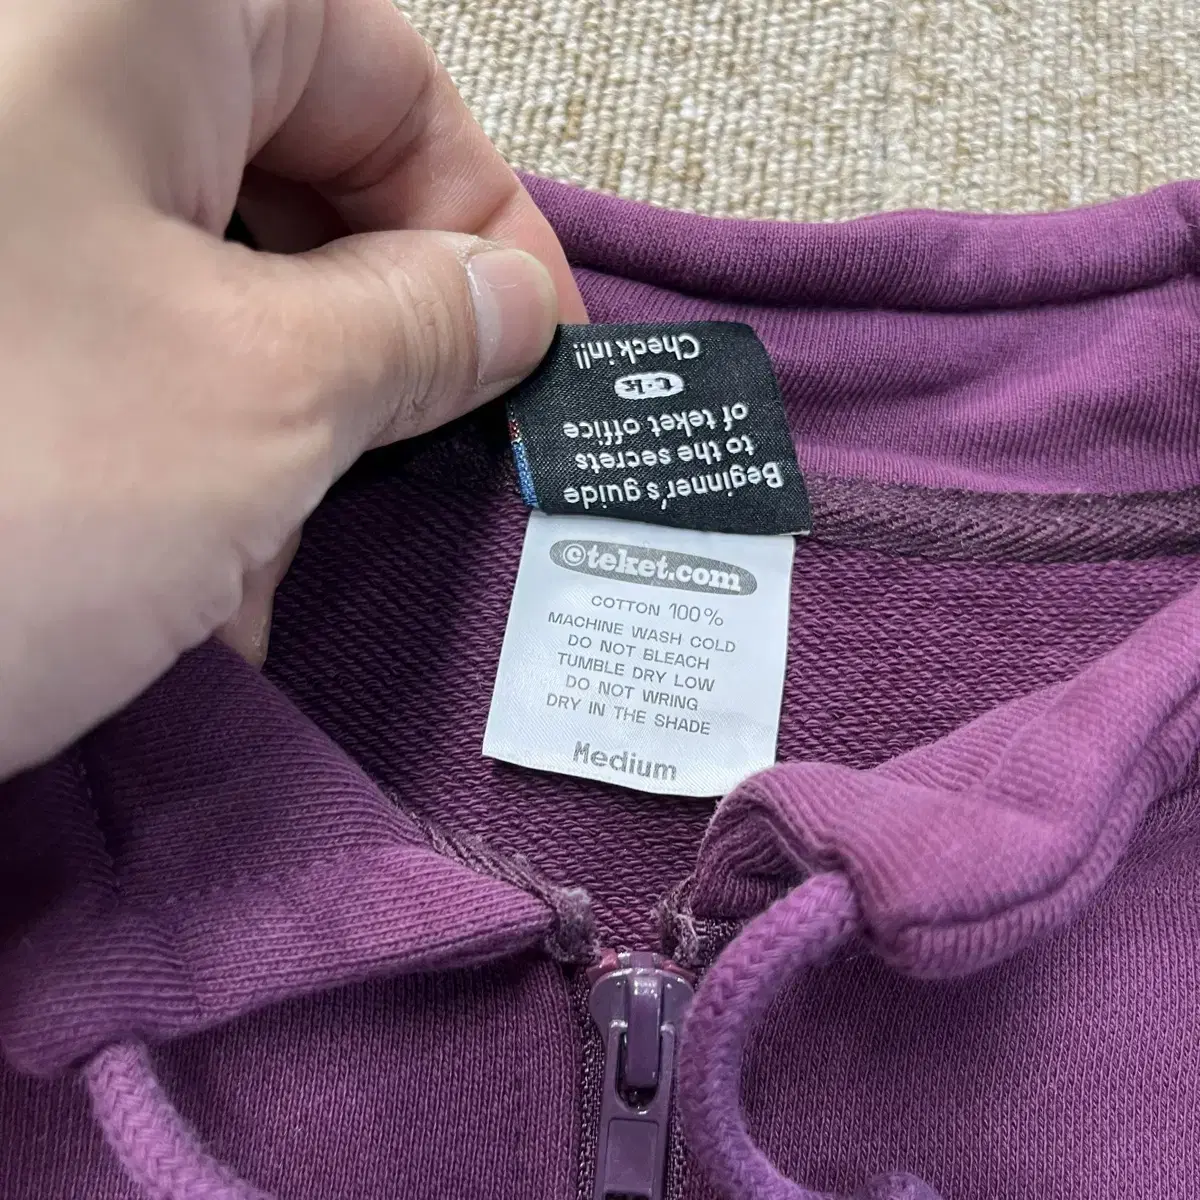 Beginner's guide
to the secrets
of teket office
t.k
Check in!!
©teket.com
COTTON 100%
MACHINE WASH COLD
DO NOT BLEACH
TUMBLE DRY LOW
DO NOT WRING
DRY IN THE SHADE
Medium